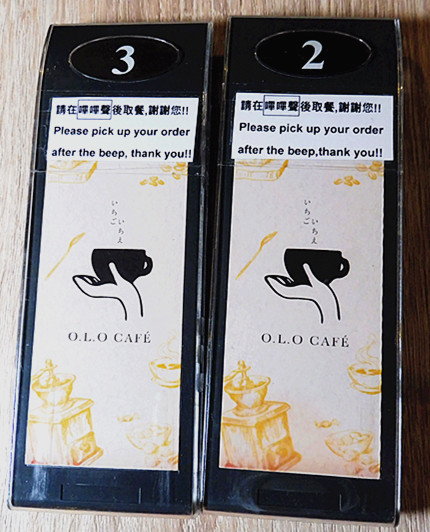 3
請在嗶嗶聲後取餐,謝謝您!!
Please pick up your order
after the beep, thank you!!
いちご
いちえ
O.L.O CAFÉ
2
請在嗶嗶聲後取餐,謝謝您!!
Please pick up your order
after the beep,thank you!!
いちご
いちえ
O.L.O CAFÉ